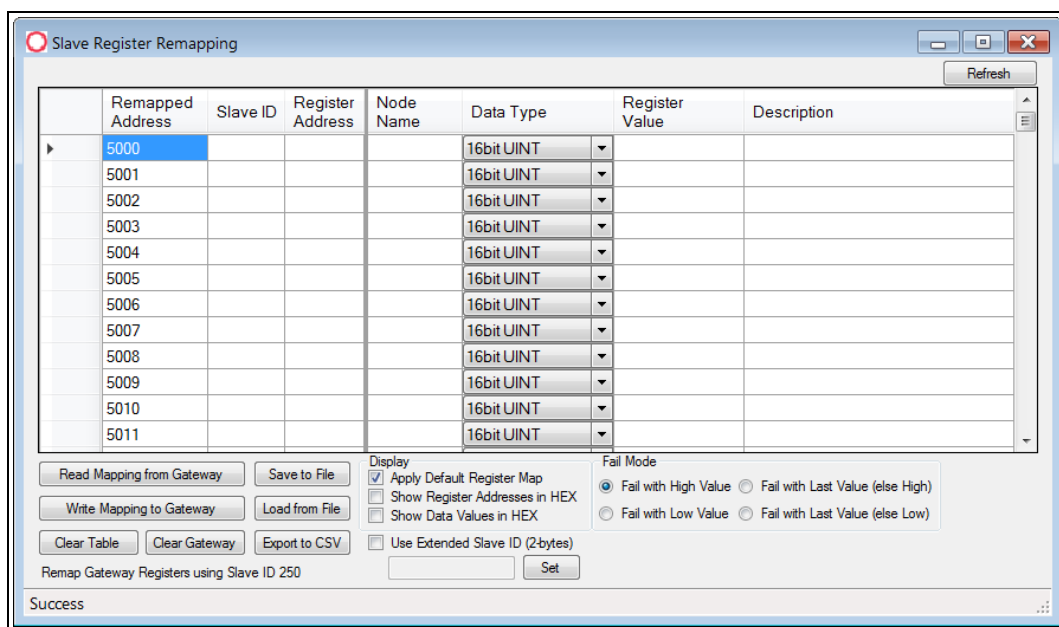 Slave Register Remapping
Refresh
Remapped Address Slave ID Register Address Node Name Data Type Register Value Description
5000 16bit UINT
5001 16bit UINT
5002 16bit UINT
5003 16bit UINT
5004 16bit UINT
5005 16bit UINT
5006 16bit UINT
5007 16bit UINT
5008 16bit UINT
5009 16bit UINT
5010 16bit UINT
5011 16bit UINT
Display Fail Mode
Read Mapping from Gateway Save to File Apply Default Register Map Fail with High Value Fail with Last Value (else High)
Show Register Addresses in HEX
Write Mapping to Gateway Load from File Show Data Values in HEX Fail with Low Value Fail with Last Value (else Low)
Clear Table Clear Gateway Export to CSV Use Extended Slave ID (2-bytes)
Remap Gateway Registers using Slave ID 250 Set
Success